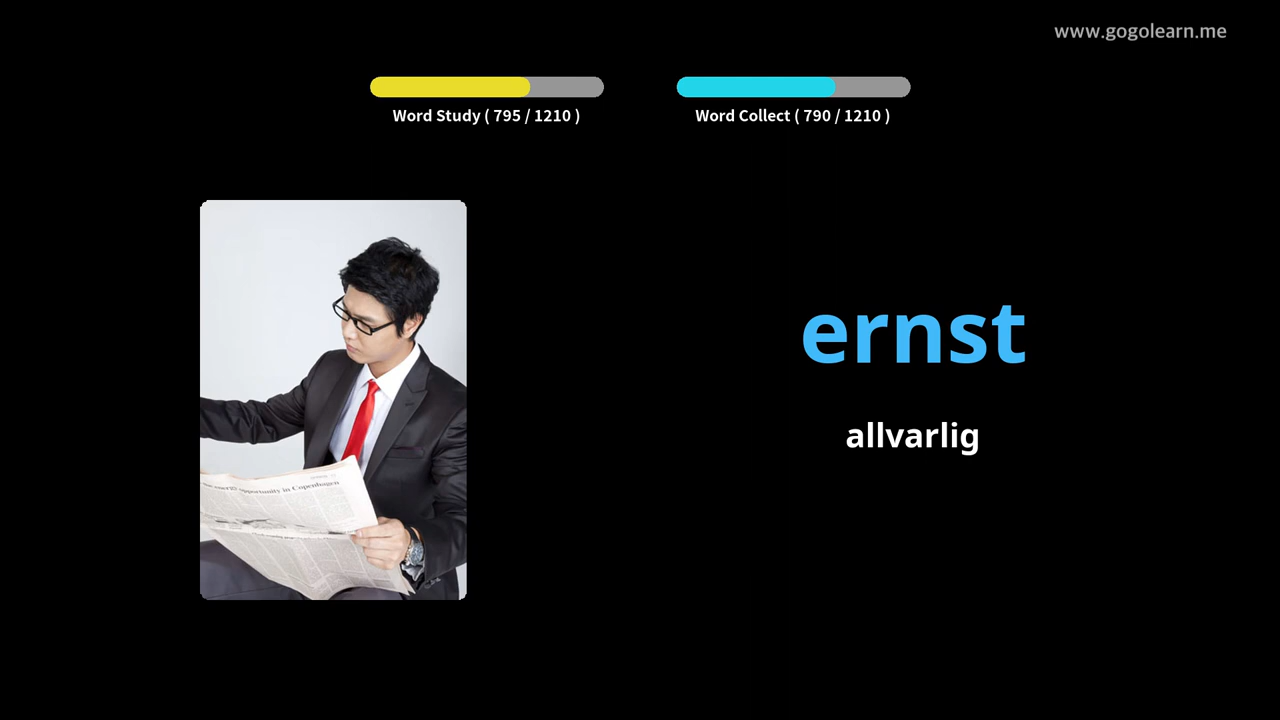 www.gogolearn.me
Word Study ( 795 / 1210 )
Word Collect ( 790 / 1210 )
ernst
allvarlig
opportunity in Copenhagen